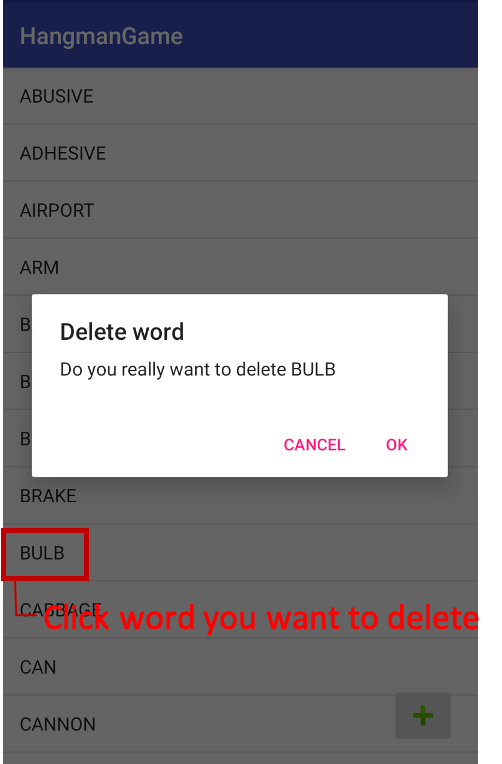 HangmanGame
ABUSIVE
ADHESIVE
AIRPORT
ARM
B
Delete word
Do you really want to delete BULB
B
B
CANCEL OK
BRAKE
BULB
CABBAGE
Click word you want to delete
CAN
CANNON
+